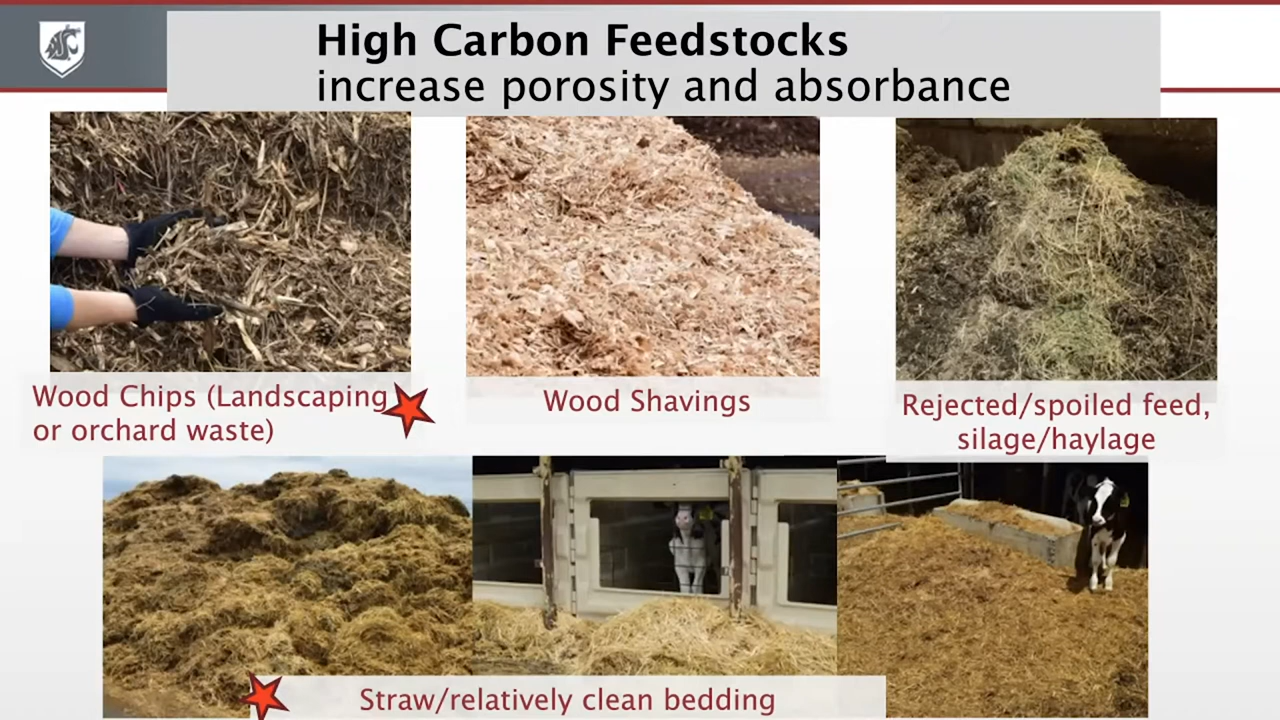 High Carbon Feedstocks
increase porosity and absorbance
Wood Chips (Landscaping
or orchard waste)
Wood Shavings
Rejected/spoiled feed,
silage/haylage
Straw/relatively clean bedding